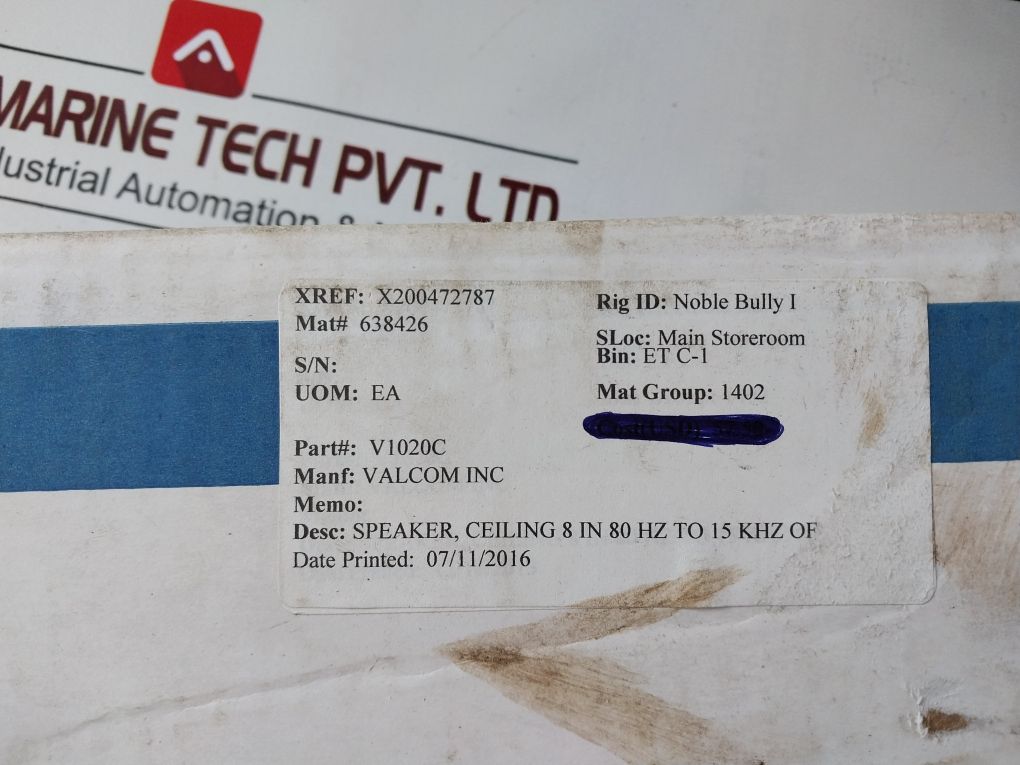 MARINE TECH PVT. LTD
ustrial Automation &
XREF: X200472787
Mat# 638426
S/N:
UOM: EA
Part#: V1020C
Manf: VALCOM INC
Memo:
Desc: SPEAKER, CEILING 8 IN 80 HZ TO 15 KHZ OF
Date Printed: 07/11/2016
Rig ID: Noble Bully I
SLoc: Main Storeroom
Bin: ET C-1
Mat Group: 1402
Cost(USD)